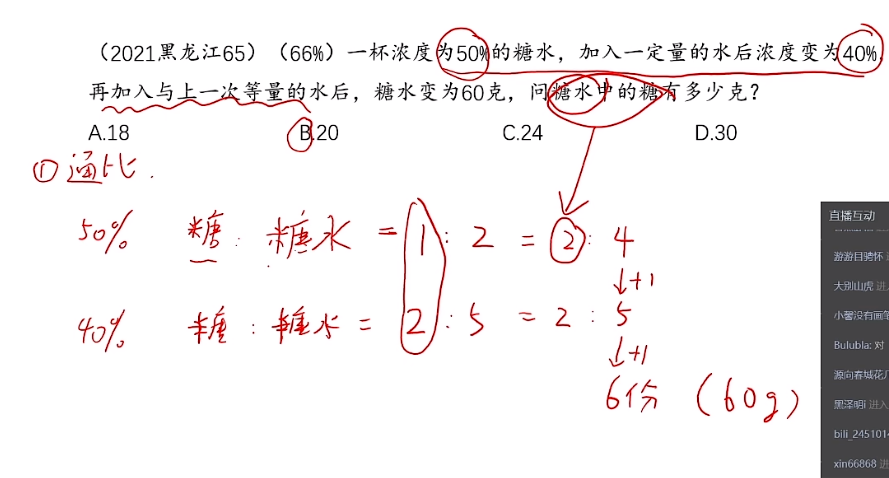 (2021黑龙江65)(66%)一杯浓度为50%的糖水，加入一定量的水后浓度变为40%,
再加入与上一次等量的水后，糖水变为60克，问糖水中的糖有多少克？
A.18 B.20 C.24 D.30
① 通比.
50% 糖:糖水=1:2=2:4
↓+1
40% 糖:糖水=2:5=2:5
↓+1
6份 (60g)
直播互动
游游目骋怀
大别山虎 进
小馨没有画笔
Bulubla: 对
源向春城花
黑泽明i 进入
bili_245101
xin66868 进